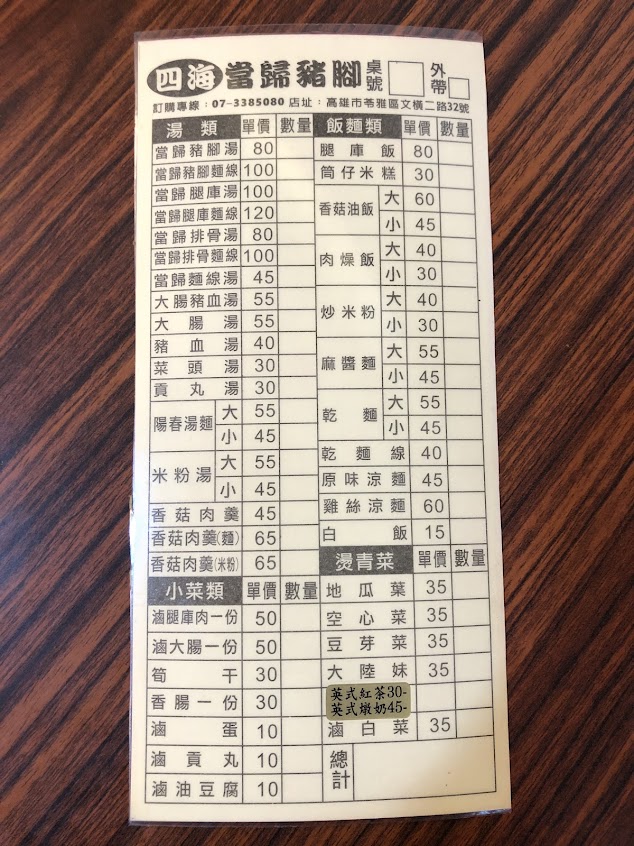 四海 當歸豬腳 桌號 外帶
訂購專線：07-3385080 店址：高雄市苓雅區文橫二路32號
湯類 單價 數量
當歸豬腳湯 80
當歸豬腳麵線 100
當歸腿庫湯 100
當歸腿庫麵線 120
當歸排骨湯 80
當歸排骨麵線 100
當歸麵線湯 45
大腸豬血湯 55
大腸湯 55
豬血湯 40
菜頭湯 30
貢丸湯 30
陽春湯麵 大 55
小 45
米粉湯 大 55
小 45
香菇肉羹 45
香菇肉羹(麵) 65
香菇肉羹(米粉) 65
小菜類 單價 數量
滷腿庫肉一份 50
滷大腸一份 50
筍干 30
香腸一份 30
滷蛋 10
滷貢丸 10
滷油豆腐 10
飯麵類 單價 數量
腿庫飯 80
筒仔米糕 30
香菇油飯 大 60
小 45
肉燥飯 大 40
小 30
炒米粉 大 40
小 30
麻醬麵 大 55
小 45
乾麵 大 55
小 45
乾麵線 40
原味涼麵 45
雞絲涼麵 60
白飯 15
燙青菜 單價 數量
地瓜葉 35
空心菜 35
豆芽菜 35
大陸妹 35
英式紅茶30-
英式燉奶45-
滷白菜 35
總計